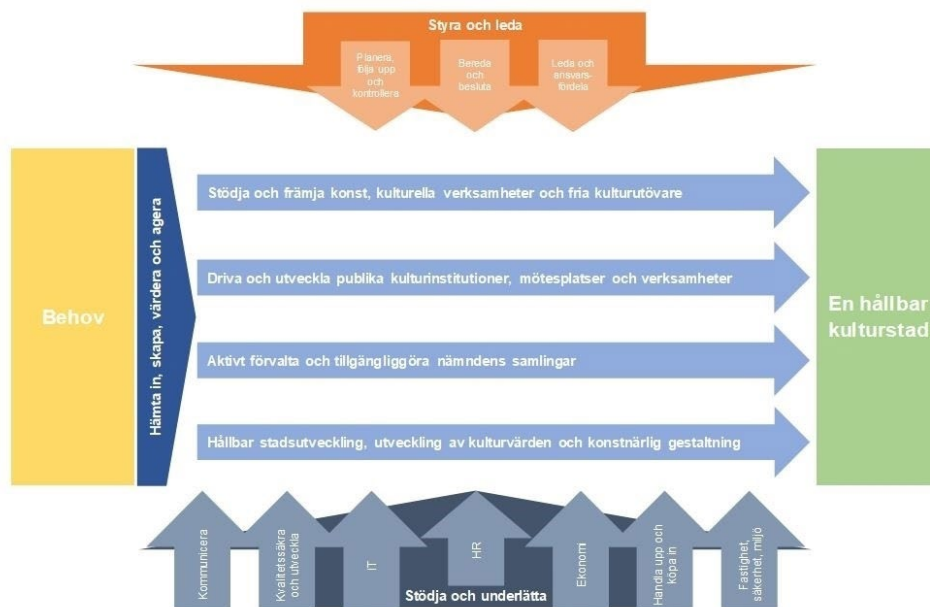 Styra och leda
Planera,
följa upp
och
kontrollera
Bereda
och
besluta
Leda och
ansvars-
fördela
Behov
Hämta in, skapa, värdera och agera
Stödja och främja konst, kulturella verksamheter och fria kulturutövare
Driva och utveckla publika kulturinstitutioner, mötesplatser och verksamheter
Aktivt förvalta och tillgängliggöra nämndens samlingar
Hållbar stadsutveckling, utveckling av kulturvärden och konstnärlig gestaltning
En hållbar
kulturstad
Kommunicera
Kvalitetssäkra
och utveckla
IT
HR
Ekonomi
Handla upp och
köpa in
Fastighet,
säkerhet, miljö
Stödja och underlätta